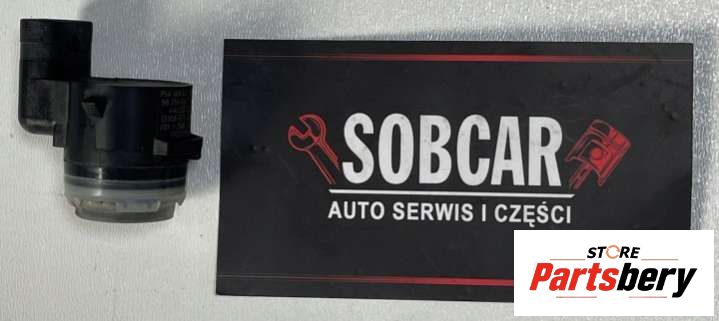 SOBCAR
AUTO SERWIS I CZĘŚCI
STORE
Partsbery